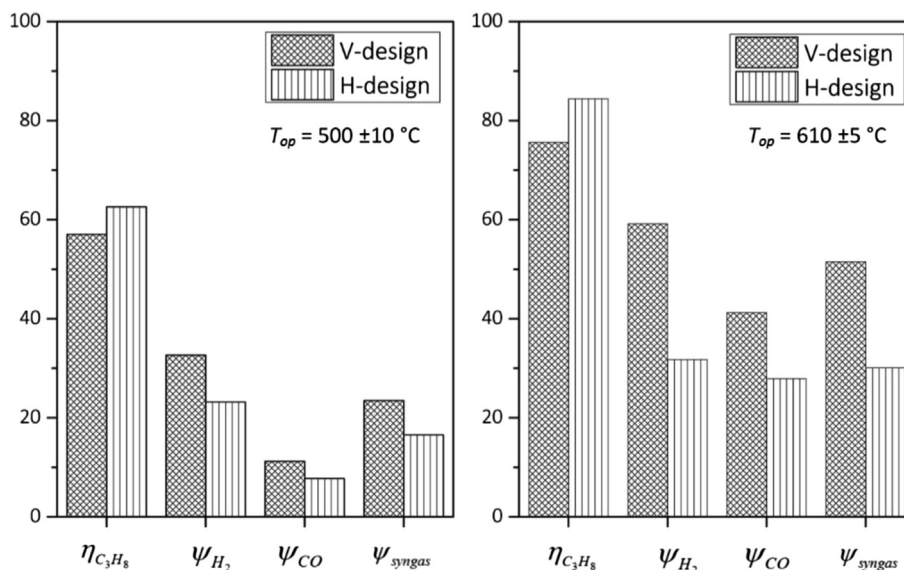 100
80
60
40
20
0
V-design
H-design
T_op = 500 ±10 °C
η_C₃H₈
ψ_H₂
ψ_CO
ψ_syngas
100
80
60
40
20
0
V-design
H-design
T_op = 610 ±5 °C
η_C₃H₈
ψ_H₂
ψ_CO
ψ_syngas